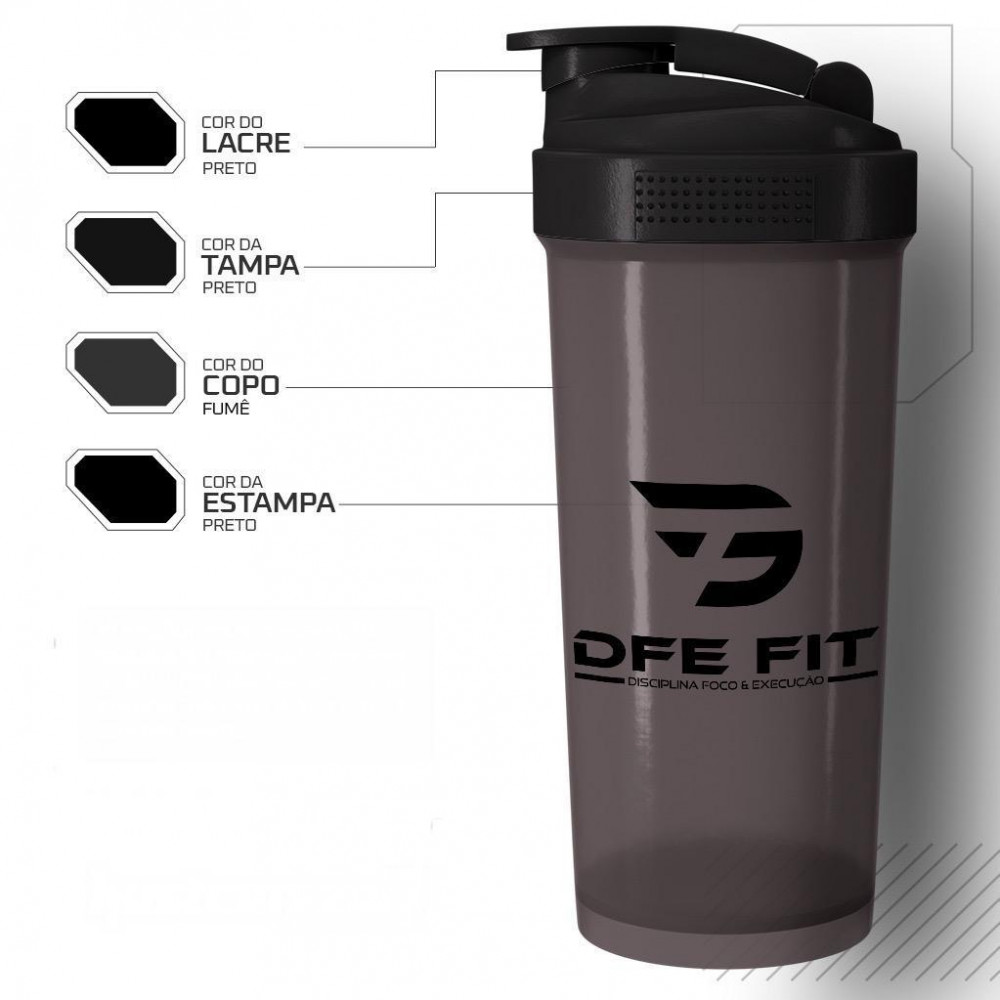 COR DO
LACRE
PRETO
COR DA
TAMPA
PRETO
COR DO
COPO
FUMÊ
COR DA
ESTAMPA
PRETO
DFE FIT
DISCIPLINA FOCO & EXECUÇÃO